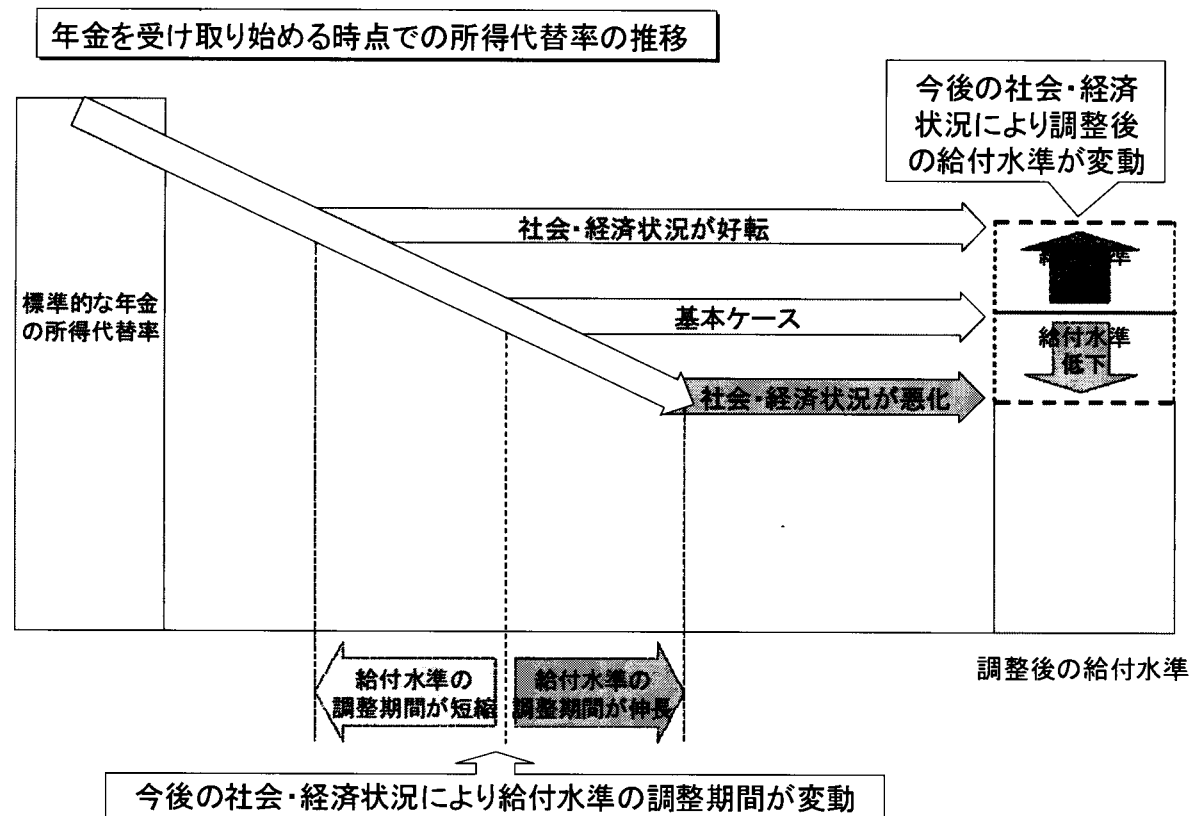 年金を受け取り始める時点での所得代替率の推移
今後の社会・経済
状況により調整後
の給付水準が変動
社会・経済状況が好転
標準的な年金
の所得代替率
基本ケース
給付水準
低下
社会・経済状況が悪化
調整後の給付水準
給付水準の
調整期間が短縮
給付水準の
調整期間が伸長
今後の社会・経済状況により給付水準の調整期間が変動